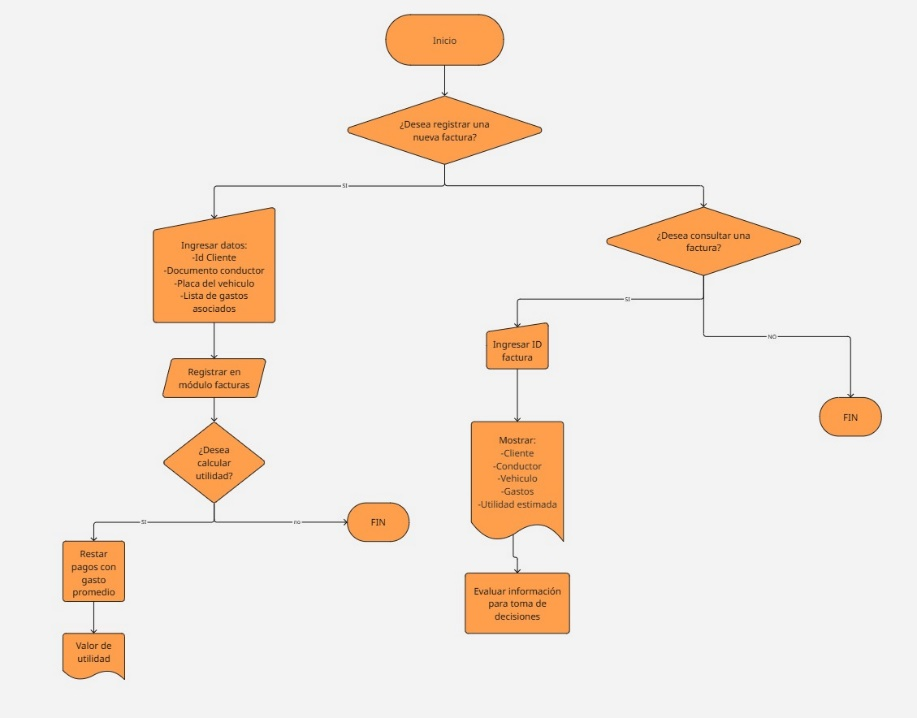 Inicio
¿Desea registrar una
nueva factura?
SI
Ingresar datos:
-Id Cliente
-Documento conductor
-Placa del vehiculo
-Lista de gastos
asociados
Registrar en
módulo facturas
¿Desea
calcular
utilidad?
SI
no
FIN
Restar
pagos con
gasto
promedio
Valor de
utilidad
¿Desea consultar una
factura?
SI
NO
Ingresar ID
factura
FIN
Mostrar:
-Cliente
-Conductor
-Vehiculo
-Gastos
-Utilidad estimada
Evaluar información
para toma de
decisiones